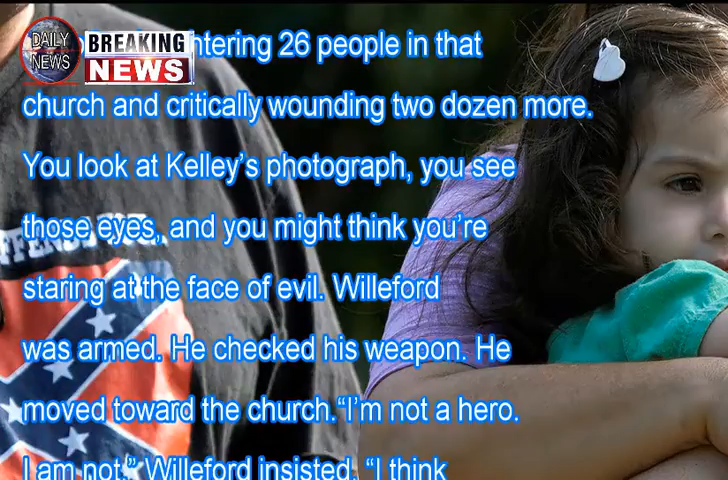 DAILY
NEWS
BREAKING
NEWS
ntering 26 people in that
church and critically wounding two dozen more.
You look at Kelley's photograph, you see
those eyes, and you might think you're
staring at the face of evil. Willeford
was armed. He checked his weapon. He
moved toward the church.“I'm not a hero.
I am not,” Willeford insisted. “I think